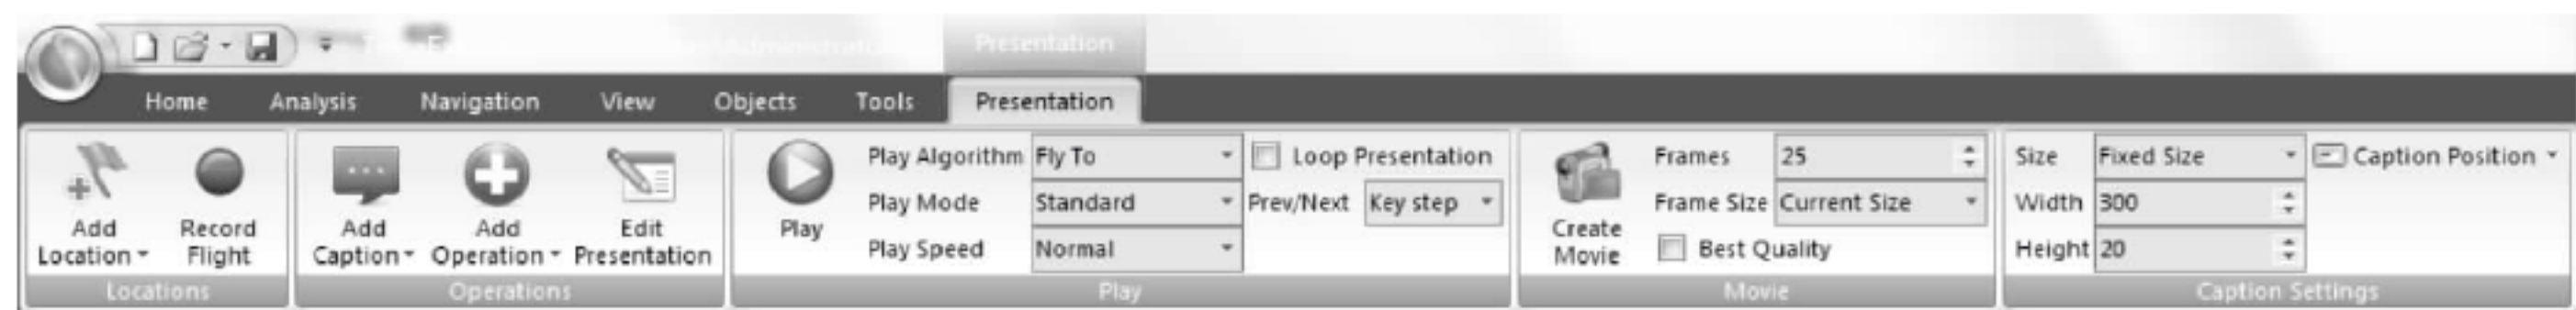 Presentation
Home Analysis Navigation View Objects Tools Presentation
Add Location
Record Flight
Locations
Add Caption
Add Operation
Edit Presentation
Operations
Play
Play Algorithm Fly To
Play Mode Standard
Play Speed Normal
Loop Presentation
Prev/Next Key step
Play
Create Movie
Frames 25
Frame Size Current Size
Best Quality
Movie
Size Fixed Size
Width 300
Height 20
Caption Position
Caption Settings